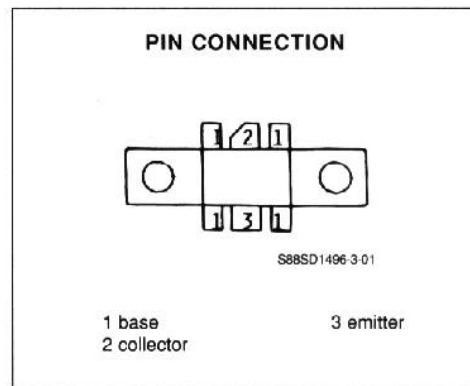 PIN CONNECTION
1 2 1
1 3 1
S88SD1496-3-01
1 base 3 emitter
2 collector